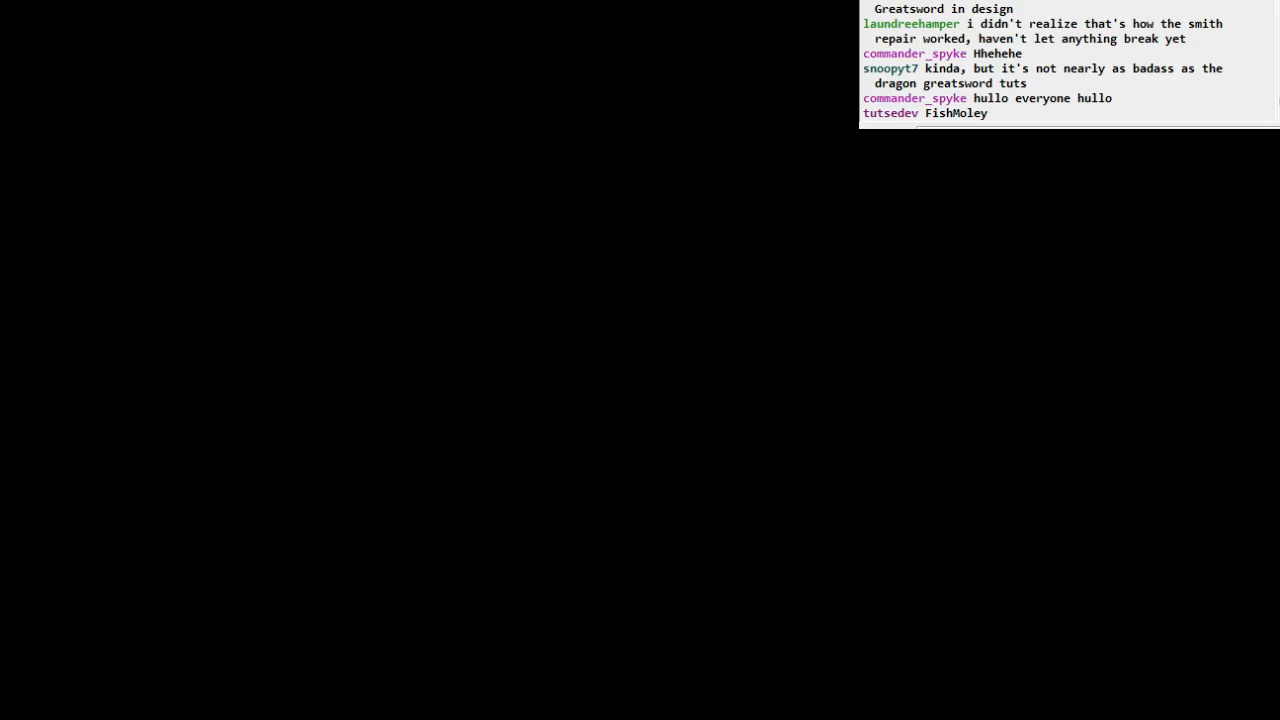 Greatsword in design
laundreehamper i didn't realize that's how the smith
repair worked, haven't let anything break yet
commander_spyke Hhehehe
snoopyt7 kinda, but it's not nearly as badass as the
dragon greatsword tuts
commander_spyke hullo everyone hullo
tutsedev FishMoley